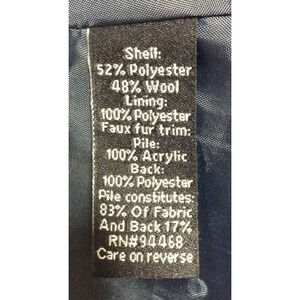 Shell:
52% Polyester
48% Wool
Lining:
100% Polyester
Faux fur trim:
Pile:
100% Acrylic
Back:
100% Polyester
Pile constitutes:
83% Of Fabric
And Back 17%
RN#94468
Care on reverse